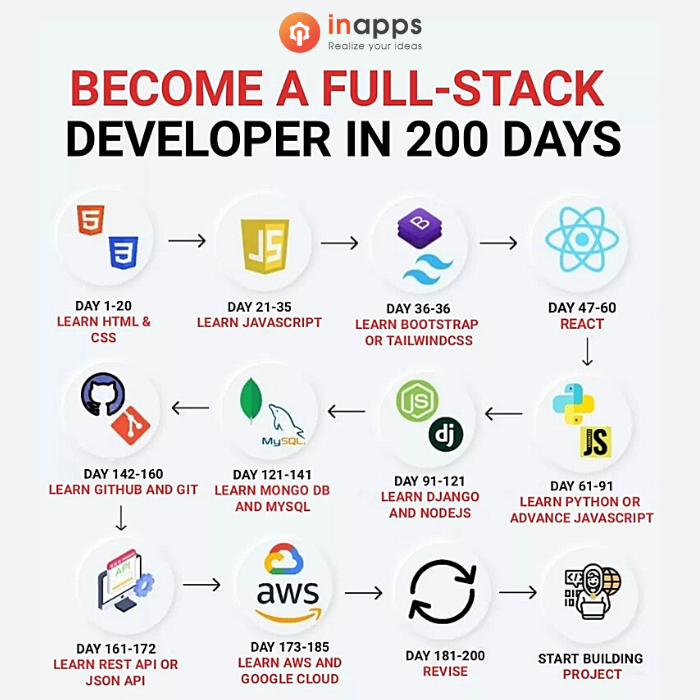 inapps
Realize your ideas
BECOME A FULL-STACK
DEVELOPER IN 200 DAYS
5
3
JS
B
DAY 1-20
LEARN HTML &
CSS
DAY 21-35
LEARN JAVASCRIPT
DAY 36-36
LEARN BOOTSTRAP
OR TAILWINDCSS
DAY 47-60
REACT
MySQL
JS
dj
JS
DAY 142-160
LEARN GITHUB AND GIT
DAY 121-141
LEARN MONGO DB
AND MYSQL
DAY 91-121
LEARN DJANGO
AND NODEJS
DAY 61-91
LEARN PYTHON OR
ADVANCE JAVASCRIPT
API
aws
DAY 161-172
LEARN REST API OR
JSON API
DAY 173-185
LEARN AWS AND
GOOGLE CLOUD
DAY 181-200
REVISE
START BUILDING
PROJECT